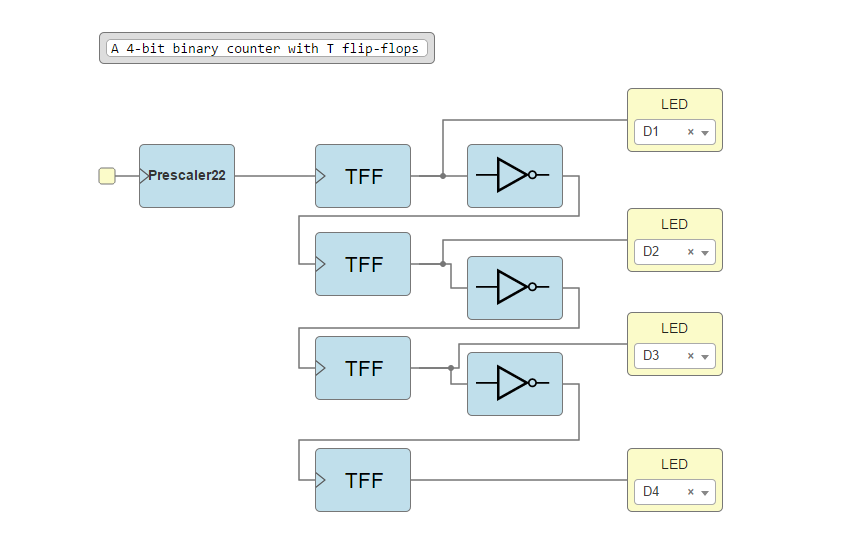 A 4-bit binary counter with T flip-flops
LED
D1 ×
Prescaler22
TFF
LED
D2 ×
TFF
LED
D3 ×
TFF
LED
D4 ×
TFF